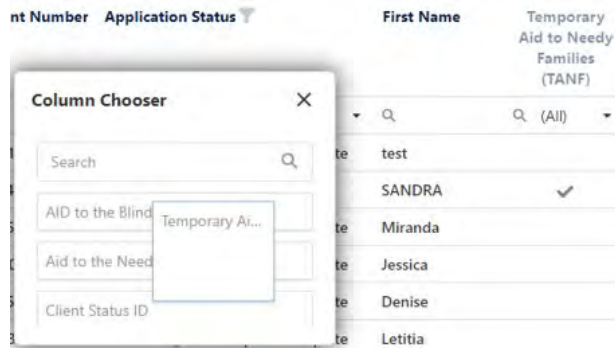 nt Number Application Status First Name Temporary
Aid to Needy
Families
(TANF)
Column Chooser
(All)
Search
te test
AID to the Blind
Temporary Ai...
SANDRA
te Miranda
Aid to the Need
te Jessica
Client Status ID
te Denise
te Letitia